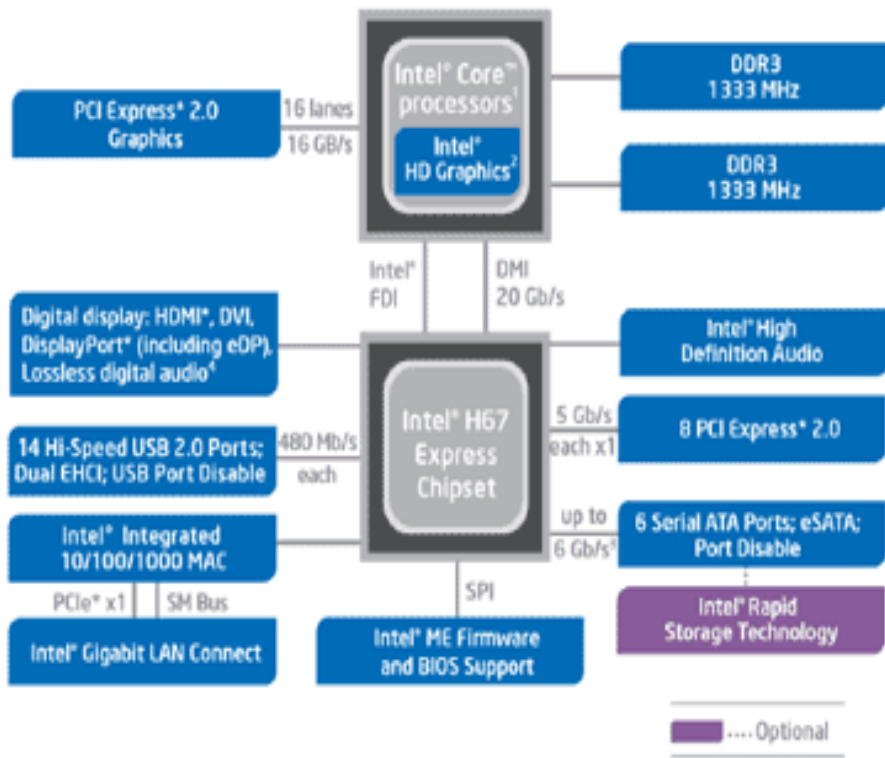 Intel® Core™
processors¹
Intel®
HD Graphics²
PCI Express* 2.0
Graphics
16 lanes
16 GB/s
DDR3
1333 MHz
DDR3
1333 MHz
Intel®
FDI
DMI
20 Gb/s
Digital display: HDMI*, DVI,
DisplayPort* (including eDP),
Lossless digital audio⁴
Intel® High
Definition Audio
Intel® H67
Express
Chipset
14 Hi-Speed USB 2.0 Ports;
Dual EHCI; USB Port Disable
480 Mb/s
each
5 Gb/s
each x1
8 PCI Express* 2.0
Intel® Integrated
10/100/1000 MAC
up to
6 Gb/s³
6 Serial ATA Ports; eSATA;
Port Disable
PCIe* x1
SM Bus
SPI
Intel® Rapid
Storage Technology
Intel® Gigabit LAN Connect
Intel® ME Firmware
and BIOS Support
.... Optional